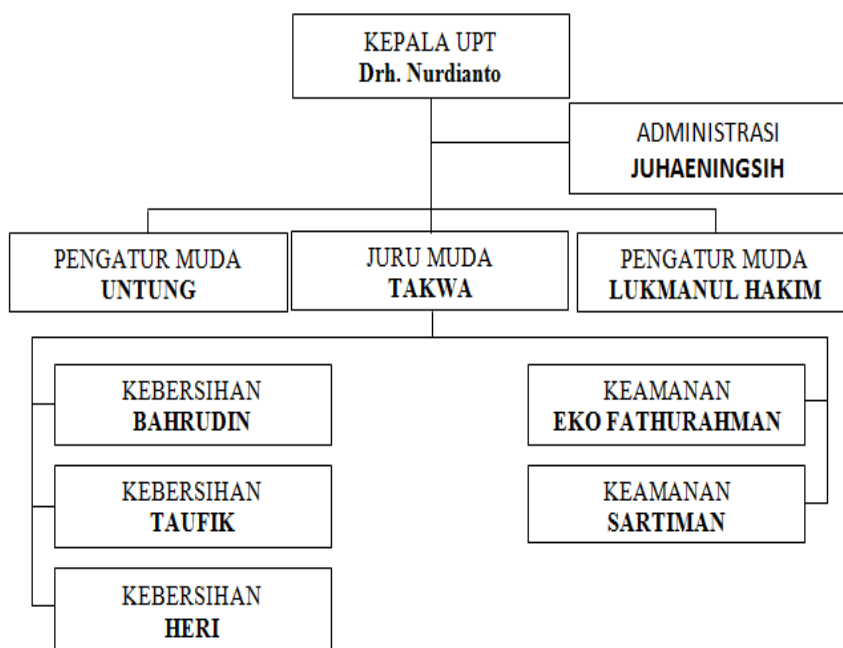 KEPALA UPT
Drh. Nurdianto
ADMINISTRASI
JUHAENINGSIH
PENGATUR MUDA
UNTUNG
JURU MUDA
TAKWA
PENGATUR MUDA
LUKMANUL HAKIM
KEBERSIHAN
BAHRUDIN
KEAMANAN
EKO FATHURAHMAN
KEBERSIHAN
TAUFIK
KEAMANAN
SARTIMAN
KEBERSIHAN
HERI